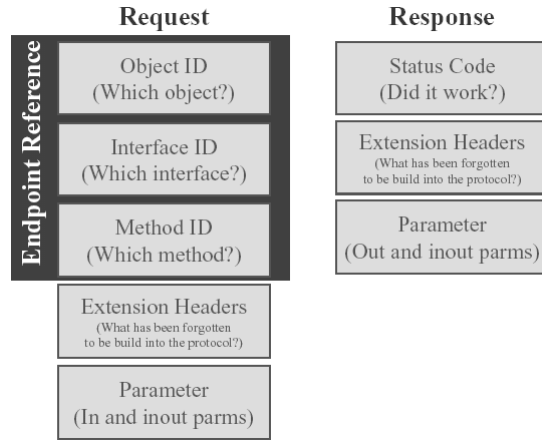 Request
Endpoint Reference
Object ID
(Which object?)
Interface ID
(Which interface?)
Method ID
(Which method?)
Extension Headers
(What has been forgotten
to be build into the protocol?)
Parameter
(In and inout parms)
Response
Status Code
(Did it work?)
Extension Headers
(What has been forgotten
to be build into the protocol?)
Parameter
(Out and inout parms)